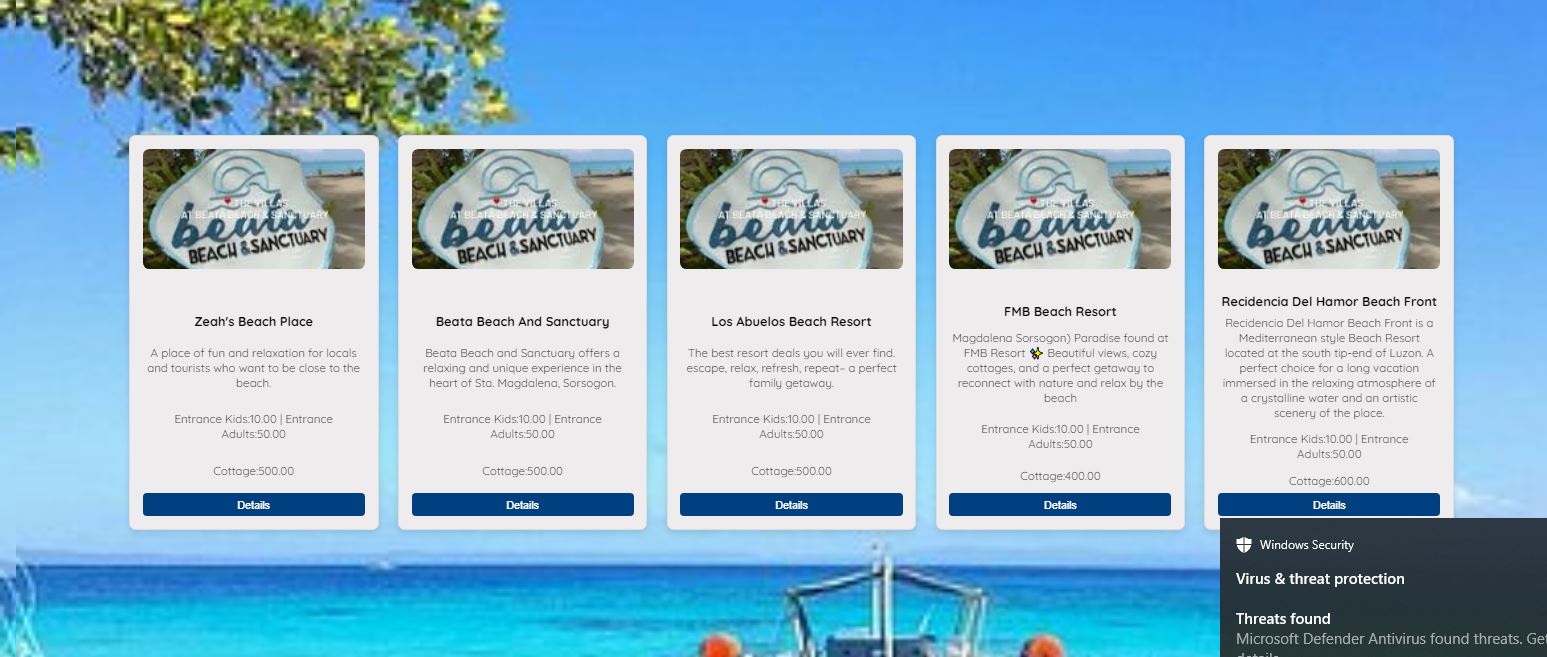 THE VILLAS
AT BEATA BEACH & SANCTUARY
beata
BEACH & SANCTUARY
Zeah's Beach Place
A place of fun and relaxation for locals
and tourists who want to be close to the
beach.
Entrance Kids:10.00 | Entrance
Adults:50.00
Cottage:500.00
Details
THE VILLAS
AT BEATA BEACH & SANCTUARY
beata
BEACH & SANCTUARY
Beata Beach And Sanctuary
Beata Beach and Sanctuary offers a
relaxing and unique experience in the
heart of Sta. Magdalena, Sorsogon.
Entrance Kids:10.00 | Entrance
Adults:50.00
Cottage:500.00
Details
THE VILLAS
AT BEATA BEACH & SANCTUARY
beata
BEACH & SANCTUARY
Los Abuelos Beach Resort
The best resort deals you will ever find.
escape, relax, refresh, repeat– a perfect
family getaway.
Entrance Kids:10.00 | Entrance
Adults:50.00
Cottage:500.00
Details
THE VILLAS
AT BEATA BEACH & SANCTUARY
beata
BEACH & SANCTUARY
FMB Beach Resort
Magdalena Sorsogon) Paradise found at
FMB Resort ✨ Beautiful views, cozy
cottages, and a perfect getaway to
reconnect with nature and relax by the
beach
Entrance Kids:10.00 | Entrance
Adults:50.00
Cottage:400.00
Details
THE VILLAS
AT BEATA BEACH & SANCTUARY
beata
BEACH & SANCTUARY
Recidencia Del Hamor Beach Front
Recidencia Del Hamor Beach Front is a
Mediterranean style Beach Resort
located at the south tip-end of Luzon. A
perfect choice for a long vacation
immersed in the relaxing atmosphere of
a crystalline water and an artistic
scenery of the place.
Entrance Kids:10.00 | Entrance
Adults:50.00
Cottage:600.00
Details
Windows Security
Virus & threat protection
Threats found
Microsoft Defender Antivirus found threats. Get